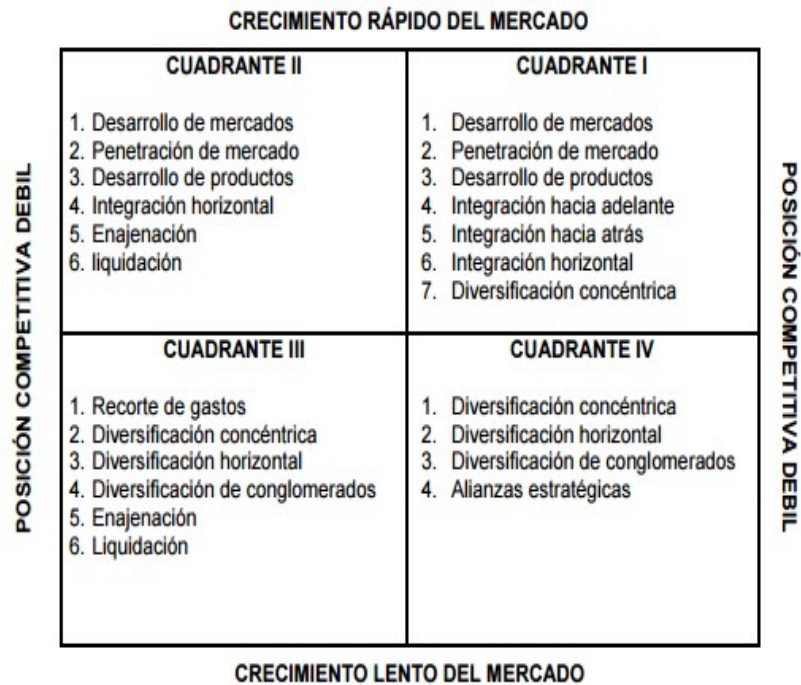 CRECIMIENTO RÁPIDO DEL MERCADO
POSICIÓN COMPETITIVA DEBIL
CUADRANTE II
1. Desarrollo de mercados
2. Penetración de mercado
3. Desarrollo de productos
4. Integración horizontal
5. Enajenación
6. liquidación
CUADRANTE I
1. Desarrollo de mercados
2. Penetración de mercado
3. Desarrollo de productos
4. Integración hacia adelante
5. Integración hacia atrás
6. Integración horizontal
7. Diversificación concéntrica
CUADRANTE III
1. Recorte de gastos
2. Diversificación concéntrica
3. Diversificación horizontal
4. Diversificación de conglomerados
5. Enajenación
6. Liquidación
CUADRANTE IV
1. Diversificación concéntrica
2. Diversificación horizontal
3. Diversificación de conglomerados
4. Alianzas estratégicas
POSICIÓN COMPETITIVA DEBIL
CRECIMIENTO LENTO DEL MERCADO